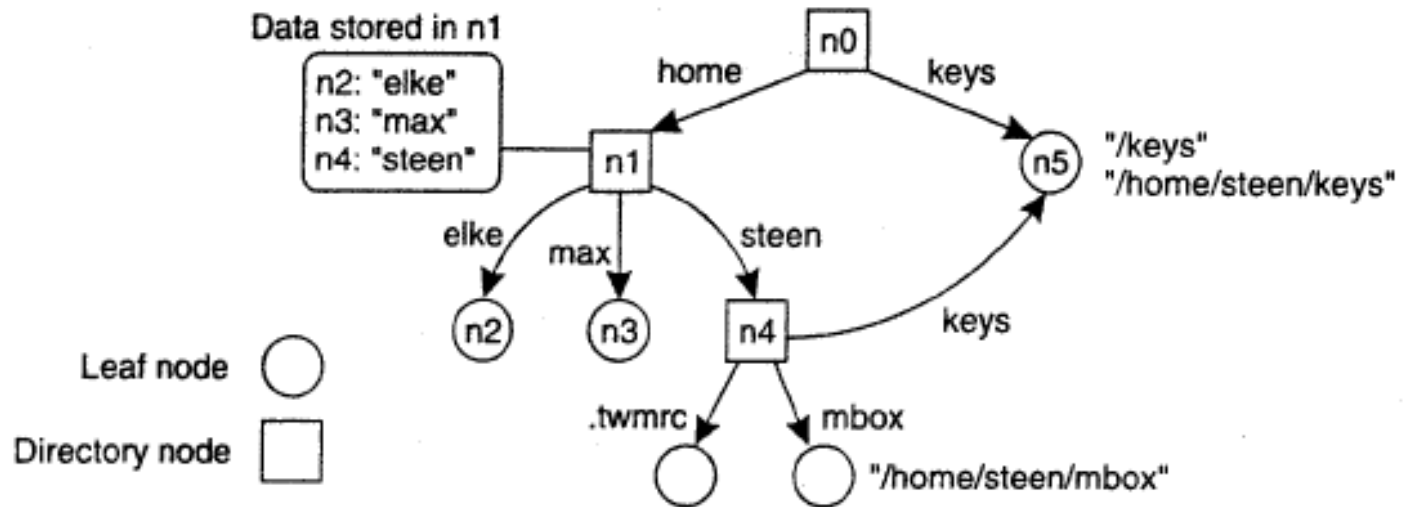 Data stored in n1
n0
n2: "elke"
n3: "max"
n4: "steen"
home
keys
n1
n5
"/keys"
"/home/steen/keys"
elke
max
steen
n2
n3
n4
keys
Leaf node
.twmrc
mbox
Directory node
"/home/steen/mbox"